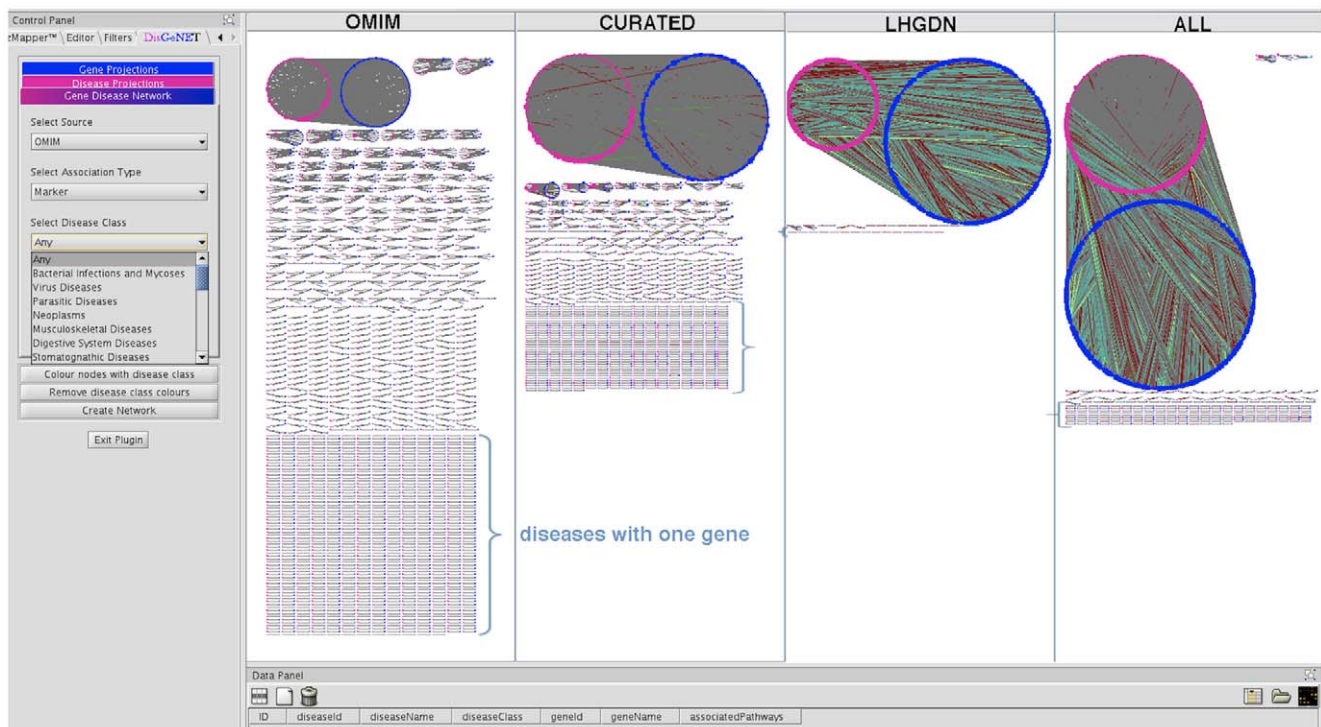 Control Panel
zMapper™ Editor Filters DisGeNET
Gene Projections
Disease Projections
Gene Disease Network
Select Source
OMIM
Select Association Type
Marker
Select Disease Class
Any
Any
Bacterial Infections and Mycoses
Virus Diseases
Parasitic Diseases
Neoplasms
Musculoskeletal Diseases
Digestive System Diseases
Stomatognathic Diseases
Colour nodes with disease class
Remove disease class colours
Create Network
Exit Plugin
OMIM CURATED LHGDN ALL
diseases with one gene
Data Panel
ID diseaseId diseaseName diseaseClass geneId geneName associatedPathways